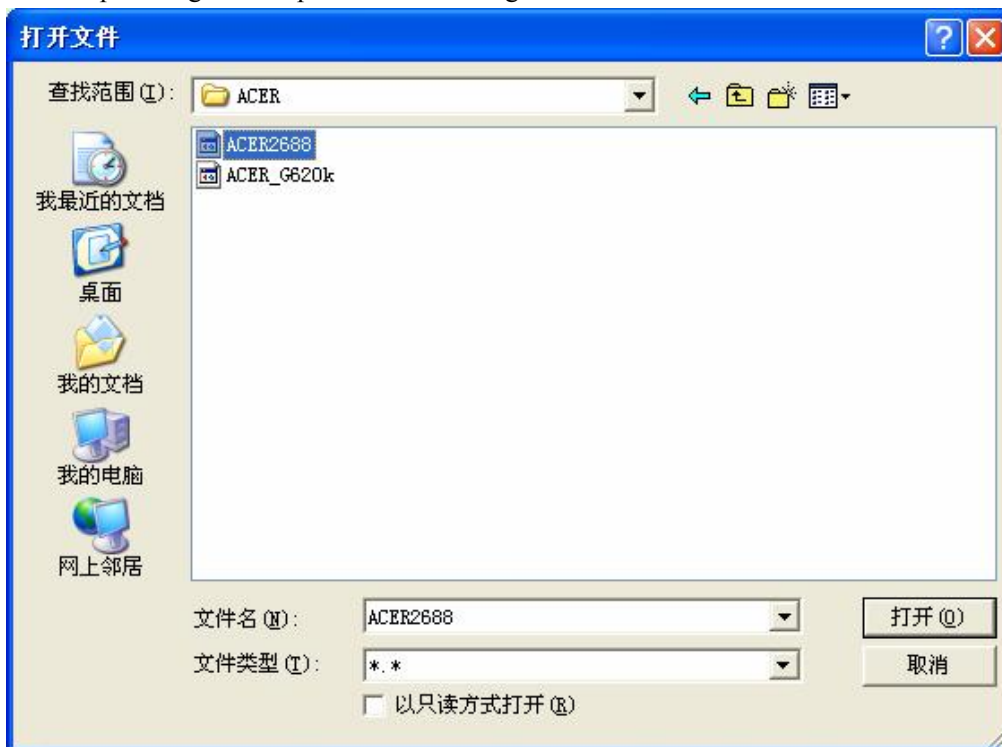 打开文件
查找范围(I):
ACER
ACER2688
ACER_G620k
我最近的文档
桌面
我的文档
我的电脑
网上邻居
文件名(N):
ACER2688
打开(O)
文件类型(T):
*.*
取消
以只读方式打开(R)